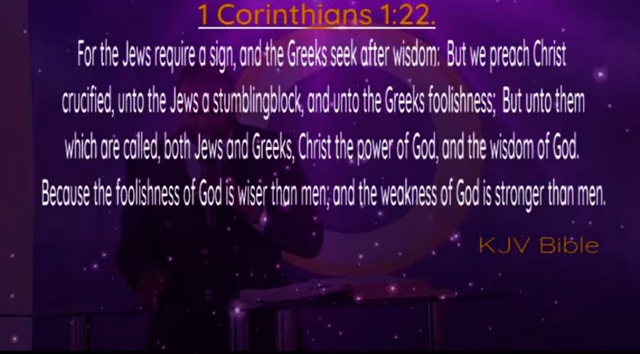 1 Corinthians 1:22.
For the Jews require a sign, and the Greeks seek after wisdom:  But we preach Christ
crucified, unto the Jews a stumblingblock, and unto the Greeks foolishness;  But unto them
which are called, both Jews and Greeks, Christ the power of God, and the wisdom of God.
Because the foolishness of God is wiser than men; and the weakness of God is stronger than men.
KJV Bible